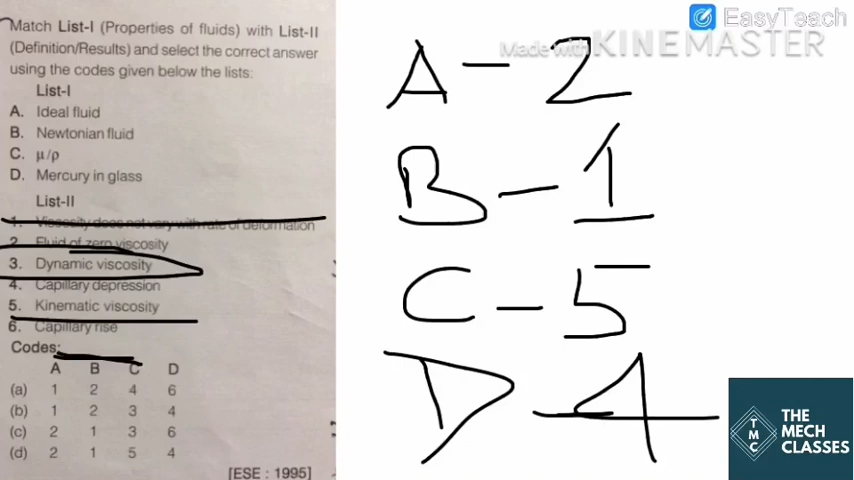 Match List-I (Properties of fluids) with List-II
(Definition/Results) and select the correct answer
using the codes given below the lists:
List-I
A. Ideal fluid
B. Newtonian fluid
C. μ/ρ
D. Mercury in glass
List-II
1. Viscosity does not vary with rate of deformation
2. Fluid of zero viscosity
3. Dynamic viscosity
4. Capillary depression
5. Kinematic viscosity
6. Capillary rise
Codes:
A B C D
(a) 1 2 4 6
(b) 1 2 3 4
(c) 2 1 3 6
(d) 2 1 5 4
[ESE : 1995]
EasyTeach
Made with KINEMASTER
A - 2
B - 1
C - 5
D - 4
TMC
THE
MECH
CLASSES